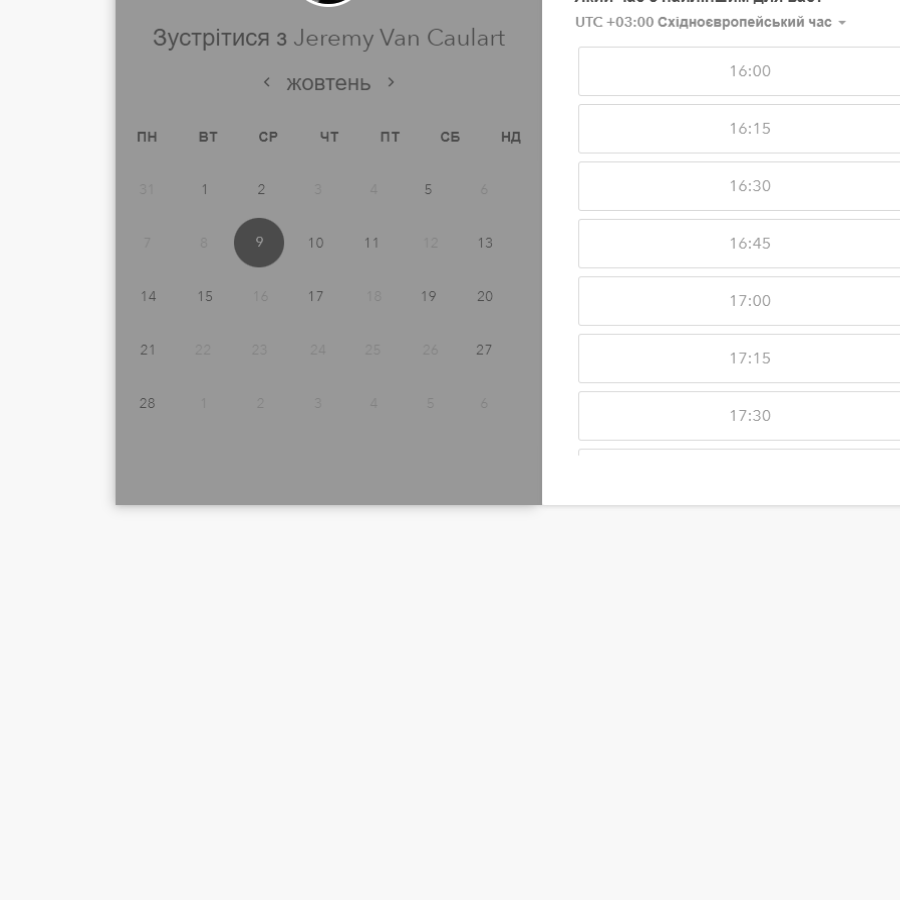 Зустрітися з Jeremy Van Caulart
жовтень
ПН ВТ СР ЧТ ПТ СБ НД
31 1 2 3 4 5 6
7 8 9 10 11 12 13
14 15 16 17 18 19 20
21 22 23 24 25 26 27
28 1 2 3 4 5 6
UTC +03:00 Східноєвропейський час
16:00
16:15
16:30
16:45
17:00
17:15
17:30